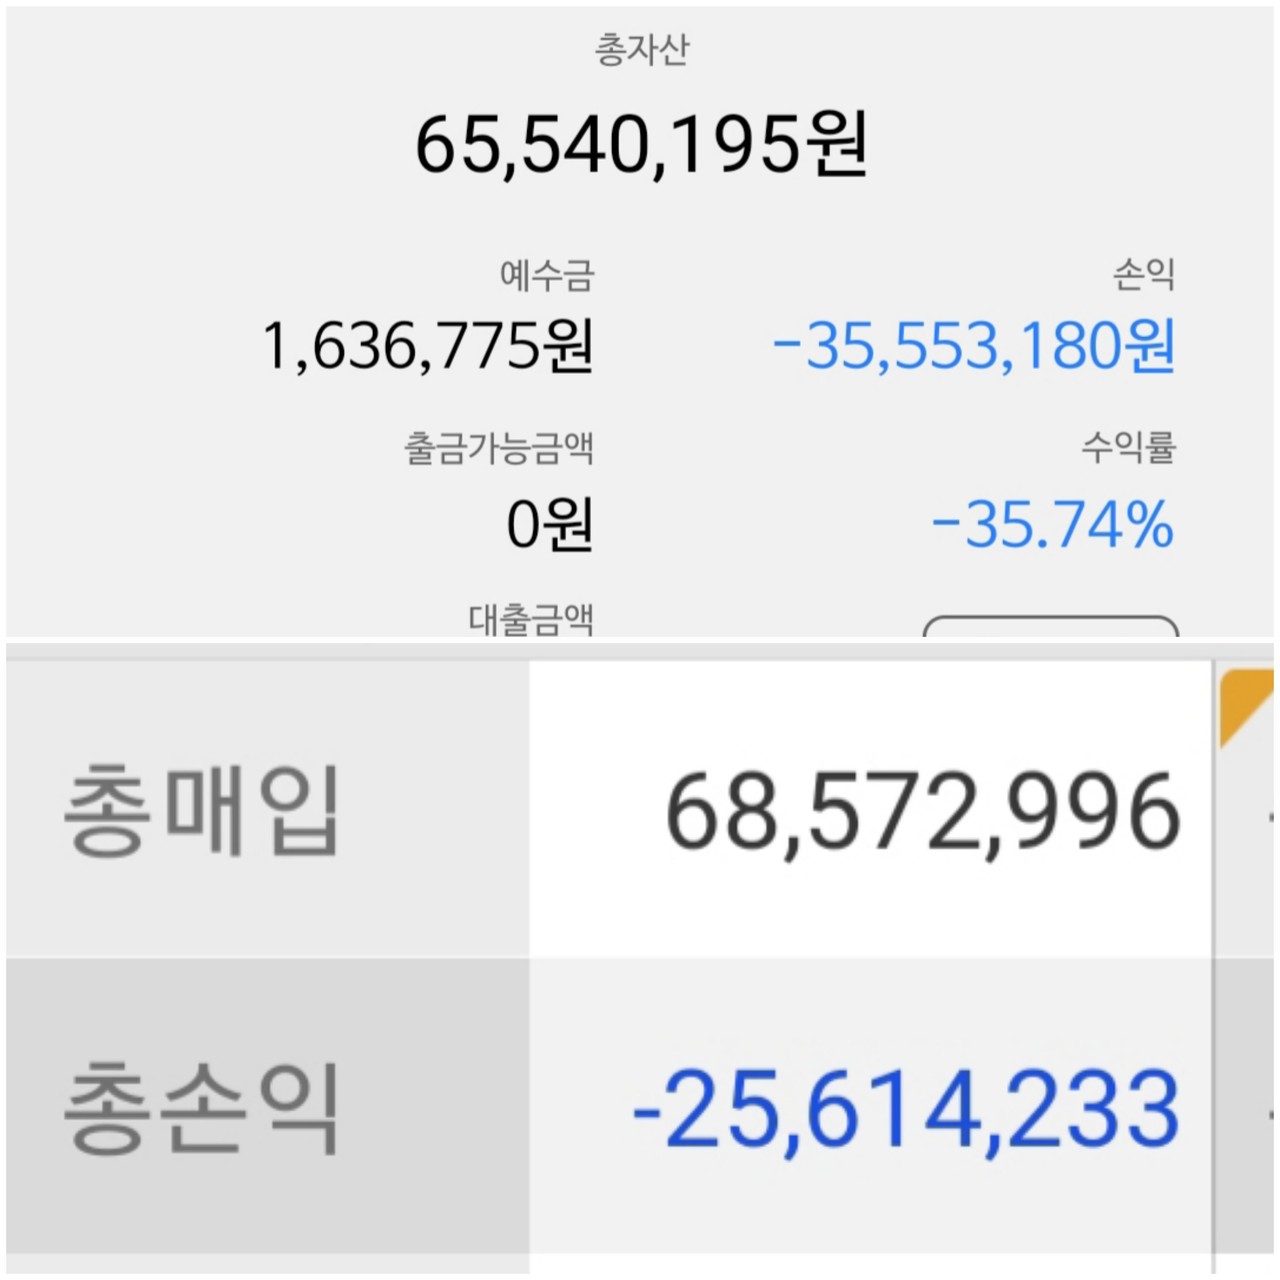 총자산
65,540,195원
예수금
1,636,775원
손익
-35,553,180원
출금가능금액
0원
수익률
-35.74%
대출금액
총매입 68,572,996
총손익 -25,614,233